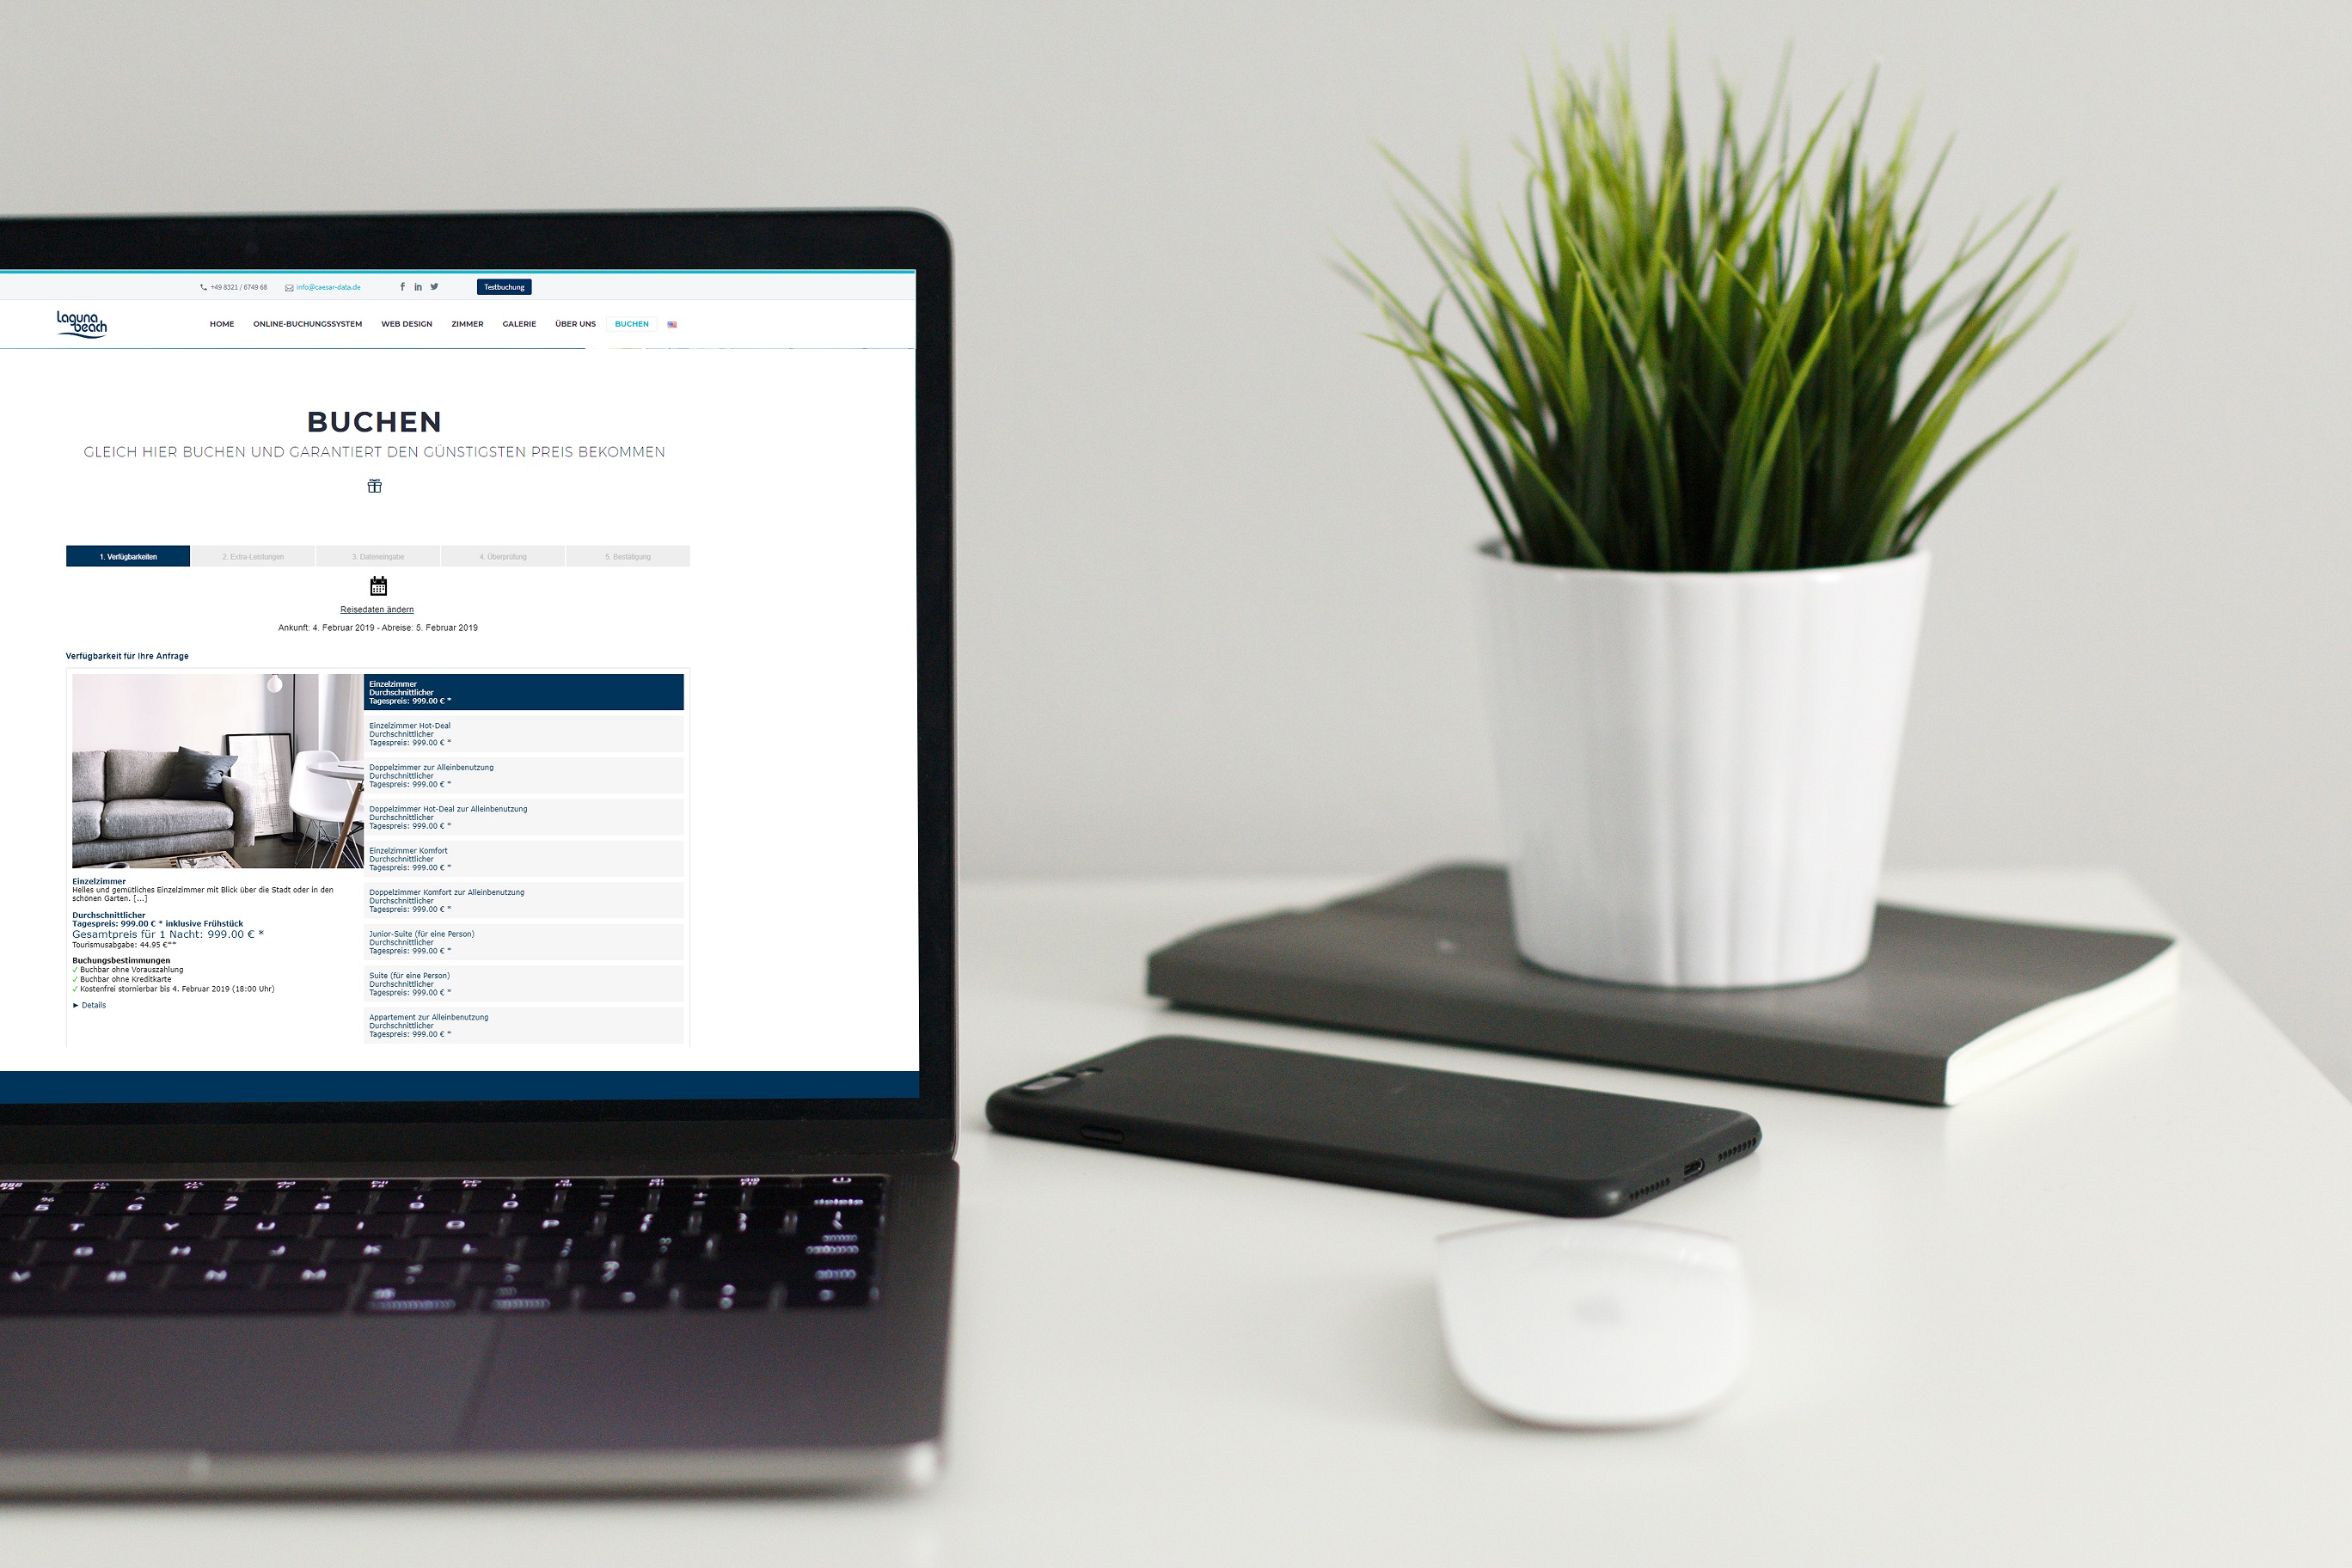 +49 8321 / 6749 68 info@caesar-data.de Testbuchung
laguna
beach
HOME ONLINE-BUCHUNGSSYSTEM WEB DESIGN ZIMMER GALERIE ÜBER UNS BUCHEN
BUCHEN
GLEICH HIER BUCHEN UND GARANTIERT DEN GÜNSTIGSTEN PREIS BEKOMMEN
1. Verfügbarkeiten 2. Extra-Leistungen 3. Dateneingabe 4. Überprüfung 5. Bestätigung
Reisedaten ändern
Ankunft: 4. Februar 2019 - Abreise: 5. Februar 2019
Verfügbarkeit für Ihre Anfrage
Einzelzimmer
Helles und gemütliches Einzelzimmer mit Blick über die Stadt oder in den
schönen Garten. [...]
Durchschnittlicher
Tagespreis: 999.00 € * inklusive Frühstück
Gesamtpreis für 1 Nacht: 999.00 € *
Tourismusabgabe: 44.95 €**
Buchungsbestimmungen
✓ Buchbar ohne Vorauszahlung
✓ Buchbar ohne Kreditkarte
✓ Kostenfrei stornierbar bis 4. Februar 2019 (18:00 Uhr)
► Details
Einzelzimmer
Durchschnittlicher
Tagespreis: 999.00 € *
Einzelzimmer Hot-Deal
Durchschnittlicher
Tagespreis: 999.00 € *
Doppelzimmer zur Alleinbenutzung
Durchschnittlicher
Tagespreis: 999.00 € *
Doppelzimmer Hot-Deal zur Alleinbenutzung
Durchschnittlicher
Tagespreis: 999.00 € *
Einzelzimmer Komfort
Durchschnittlicher
Tagespreis: 999.00 € *
Doppelzimmer Komfort zur Alleinbenutzung
Durchschnittlicher
Tagespreis: 999.00 € *
Junior-Suite (für eine Person)
Durchschnittlicher
Tagespreis: 999.00 € *
Suite (für eine Person)
Durchschnittlicher
Tagespreis: 999.00 € *
Appartement zur Alleinbenutzung
Durchschnittlicher
Tagespreis: 999.00 € *
5 6 7 8 9 0 delete
T Y U I O P
G H J K L
V B N M